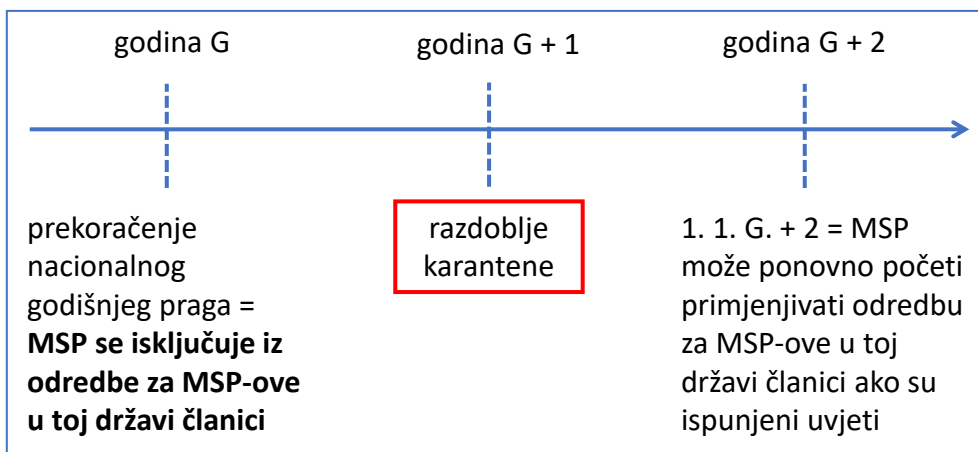 godina G
godina G + 1
godina G + 2
prekoračenje
nacionalnog
godišnjeg praga =
MSP se isključuje iz
odredbe za MSP-ove
u toj državi članici
razdoblje
karantene
1. 1. G. + 2 = MSP
može ponovno početi
primjenjivati odredbu
za MSP-ove u toj
državi članici ako su
ispunjeni uvjeti